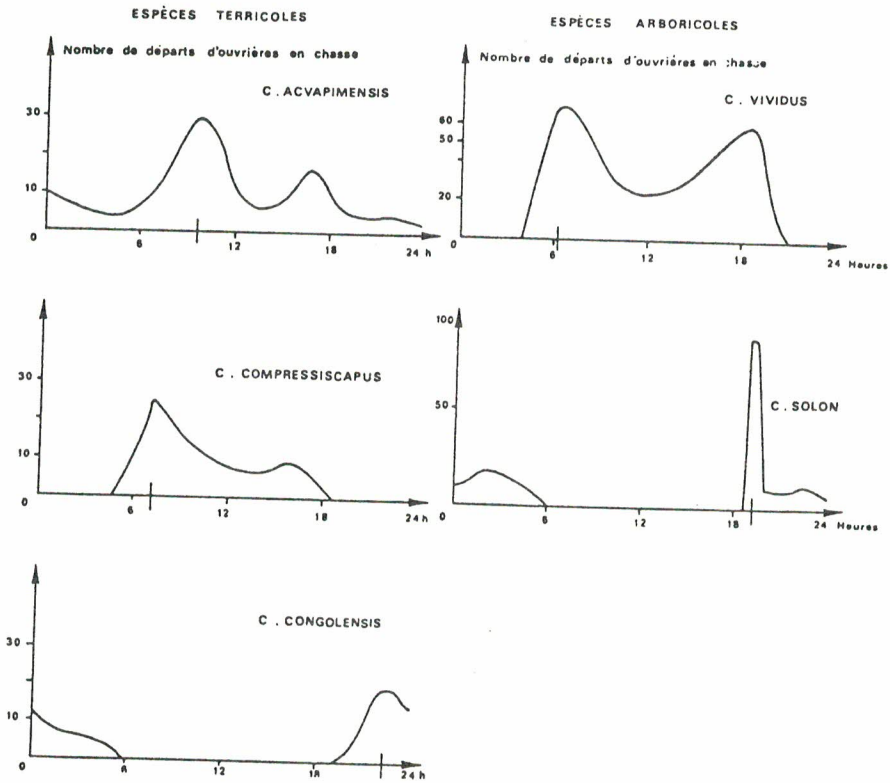 ESPÈCES TERRICOLES
Nombre de départs d'ouvrières en chasse
C. ACVAPIMENSIS
30
10
0
6
12
18
24 h
ESPÈCES ARBORICOLES
Nombre de départs d'ouvrières en chasse
C. VIVIDUS
60
50
20
0
6
12
18
24 Heures
C. COMPRESSISCAPUS
30
10
0
6
12
18
24 h
100
C. SOLON
50
0
6
12
18
24 Heures
C. CONGOLENSIS
30
10
0
6
12
18
24 h